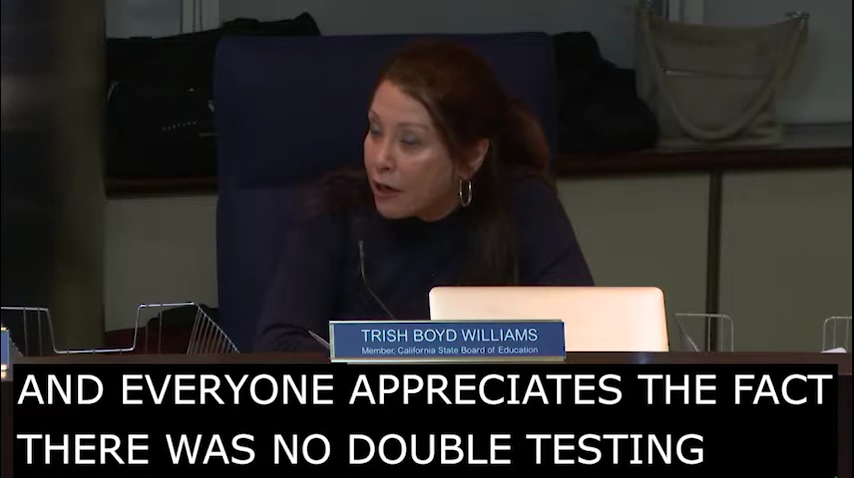 TRISH BOYD WILLIAMS
Member, California State Board of Education
AND EVERYONE APPRECIATES THE FACT
THERE WAS NO DOUBLE TESTING